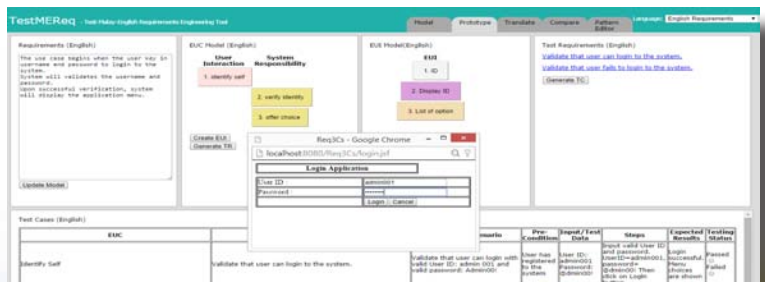 TestMEReq - Test Malay-English Requirements Engineering Tool
Model
Prototype
Translate
Compare
Pattern Editor
Language: English Requirements
Requirements (English)
The use case begins when the user key in
username and password to login to the
system.
System will validates the username and
password.
Upon successful verification, system
will display the application menu.
Update Model
EUC Model (English)
User Interaction
System Responsibility
1. identify self
2. verify identity
3. offer choice
Create EUI
Generate TR
EUI Model(English)
EUI
1. ID
2. Display ID
3. List of option
Test Requirements (English)
Validate that user can login to the system.
Validate that user fails to login to the system.
Generate TC
Req3Cs - Google Chrome
localhost:8080/Req3Cs/login.jsf
Login Application
User ID :
admin001
Password :
Login
Cancel
Test Cases (English)
EUC
Pre-Condition
Input/Test Data
Steps
Expected Results
Testing Status
Identify Self
Validate that user can login to the system.
Validate that user can login with
valid User ID: admin 001 and
valid password: Admin00!
User has
registered
to the
system
User ID:
admin001
Password:
@dmin00!
Input valid User ID
and password.
UserID=admin001,
password=
@dmin00! Then
click on Login
Login
successful.
Menu
choices
are shown
Passed
Failed